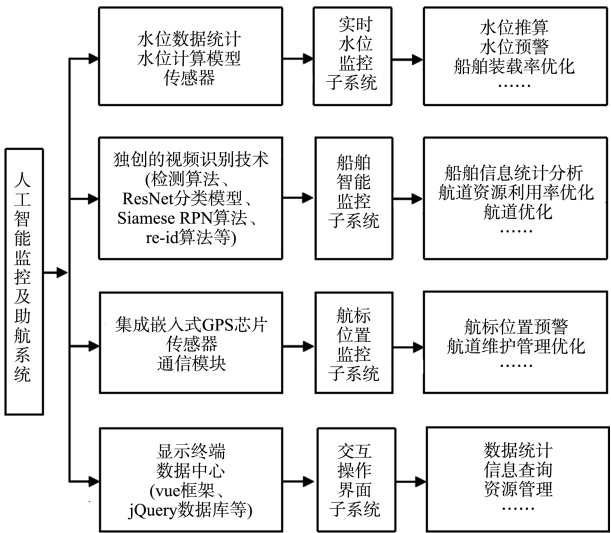 人工智能监控及助航系统
水位数据统计
水位计算模型
传感器
实时
水位
监控
子系统
水位推算
水位预警
船舶装载率优化
……
独创的视频识别技术
(检测算法、
ResNet分类模型、
Siamese RPN算法、
re-id算法等)
船舶
智能
监控
子系统
船舶信息统计分析
航道资源利用率优化
航道优化
……
集成嵌入式GPS芯片
传感器
通信模块
航标
位置
监控
子系统
航标位置预警
航道维护管理优化
……
显示终端
数据中心
(vue框架、
jQuery数据库等)
交互
操作
界面
子系统
数据统计
信息查询
资源管理
……